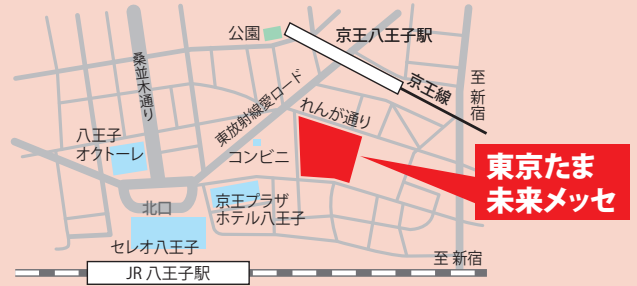 公園
京王八王子駅
桑並木通り
東放射線愛ロード
れんが通り
京王線
至 新宿
八王子
オクトーレ
コンビニ
東京たま
未来メッセ
京王プラザ
ホテル八王子
北口
セレオ八王子
至 新宿
JR 八王子駅